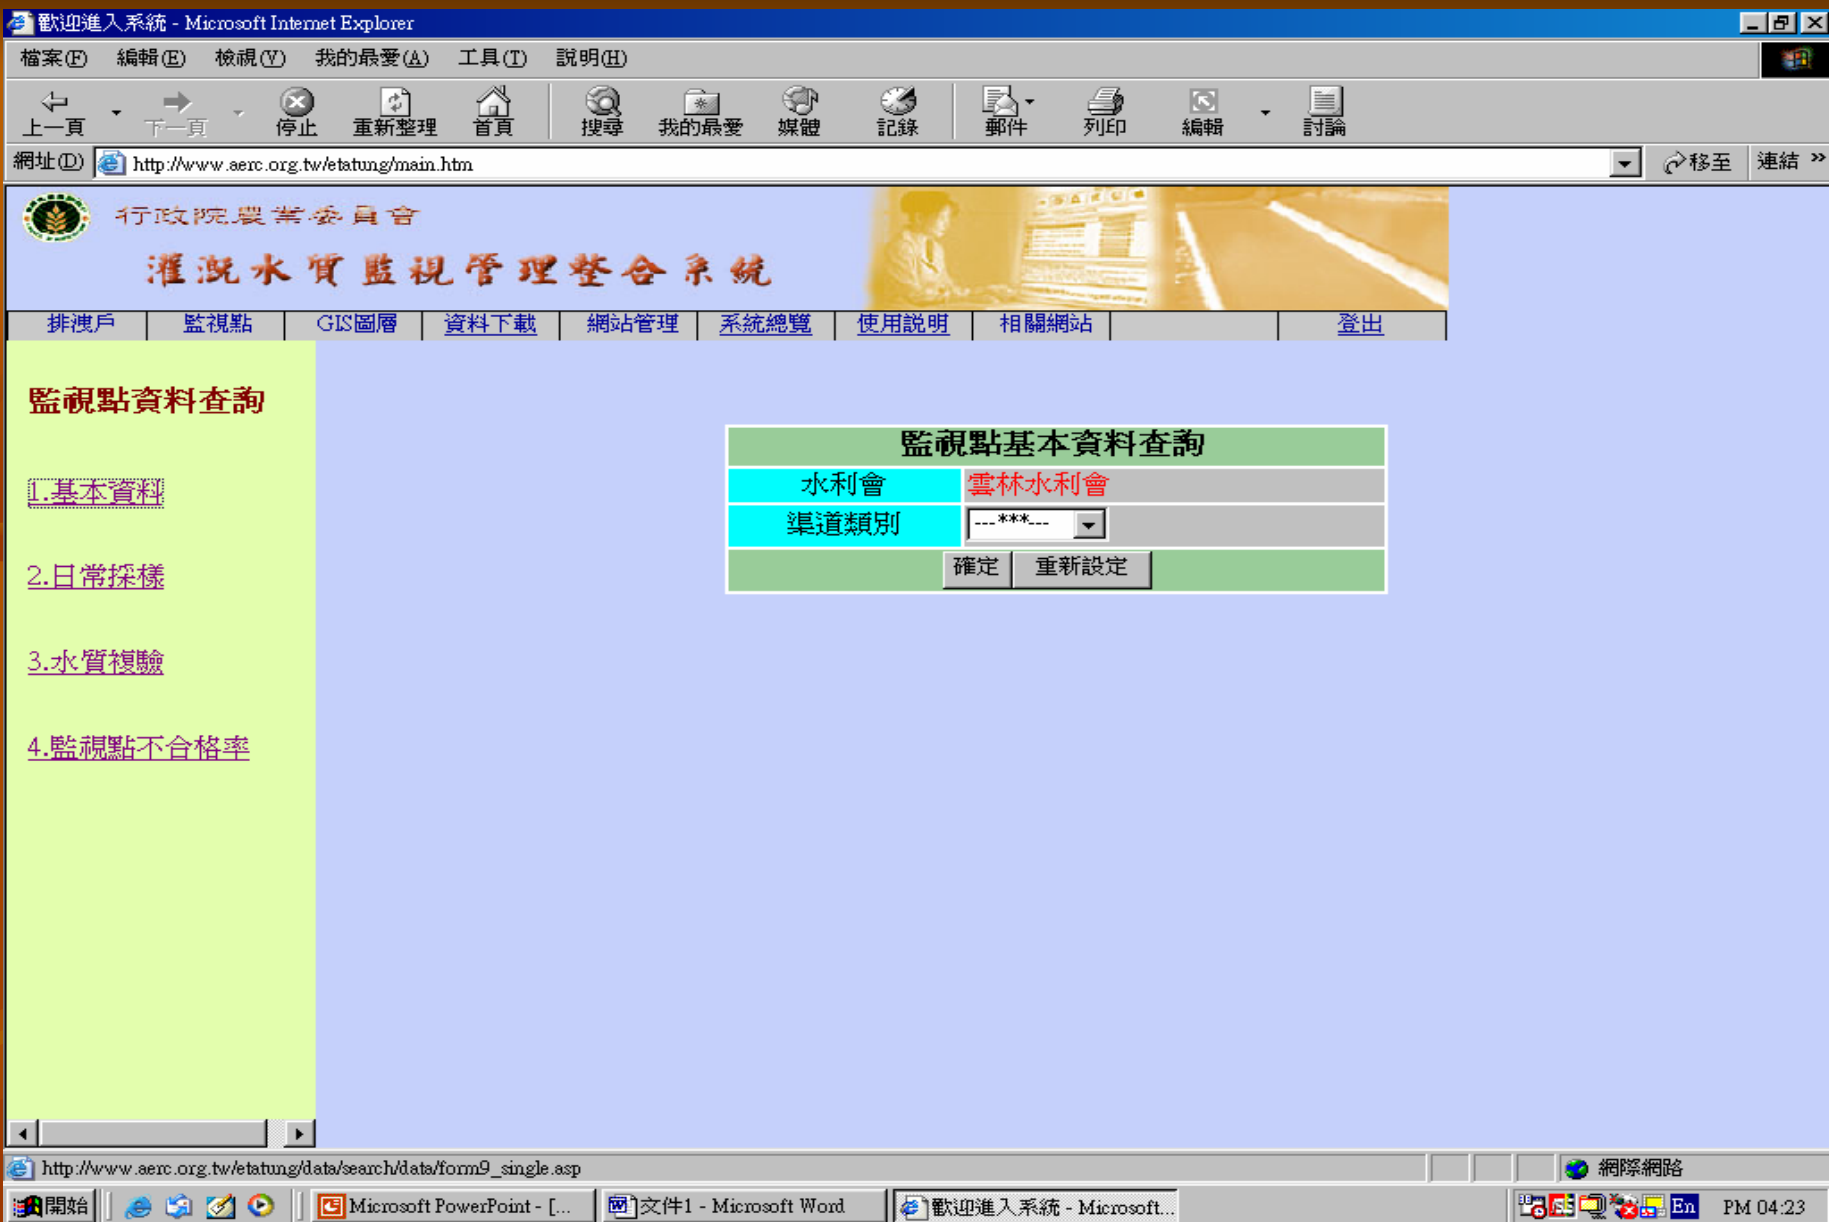 歡迎進入系統 - Microsoft Internet Explorer
檔案(F) 編輯(E) 檢視(V) 我的最愛(A) 工具(T) 說明(H)
上一頁 下一頁 停止 重新整理 首頁 搜尋 我的最愛 媒體 記錄 郵件 列印 編輯 討論
網址(D) http://www.aerc.org.tw/etatung/main.htm 移至 連結 »
行政院農業委員會
灌溉水質監視管理整合系統
排洩戶 監視點 GIS圖層 資料下載 網站管理 系統總覽 使用說明 相關網站 登出
監視點資料查詢
1.基本資料
2.日常採樣
3.水質複驗
4.監視點不合格率
監視點基本資料查詢
水利會 雲林水利會
渠道類別 ---***---
確定 重新設定
http://www.aerc.org.tw/etatung/data/search/data/form9_single.asp 網際網路
開始 Microsoft PowerPoint - [... 文件1 - Microsoft Word 歡迎進入系統 - Microsoft... En PM 04:23